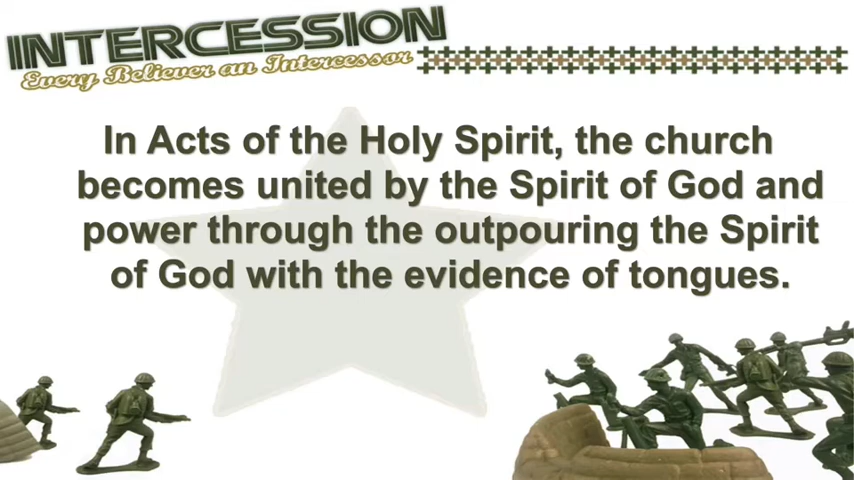 INTERCESSION
Every Believer an Intercessor
In Acts of the Holy Spirit, the church
becomes united by the Spirit of God and
power through the outpouring the Spirit
of God with the evidence of tongues.